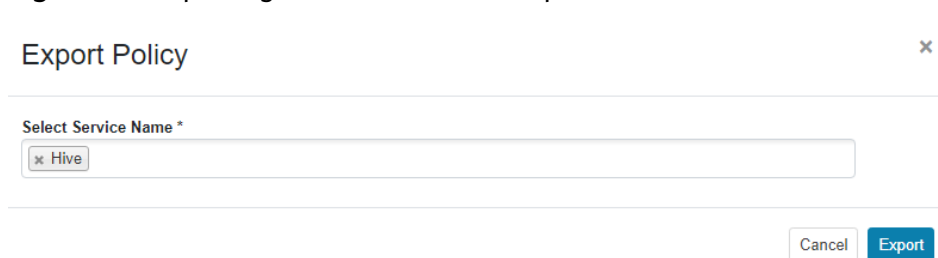 Export Policy
×
Select Service Name *
× Hive
Cancel Export